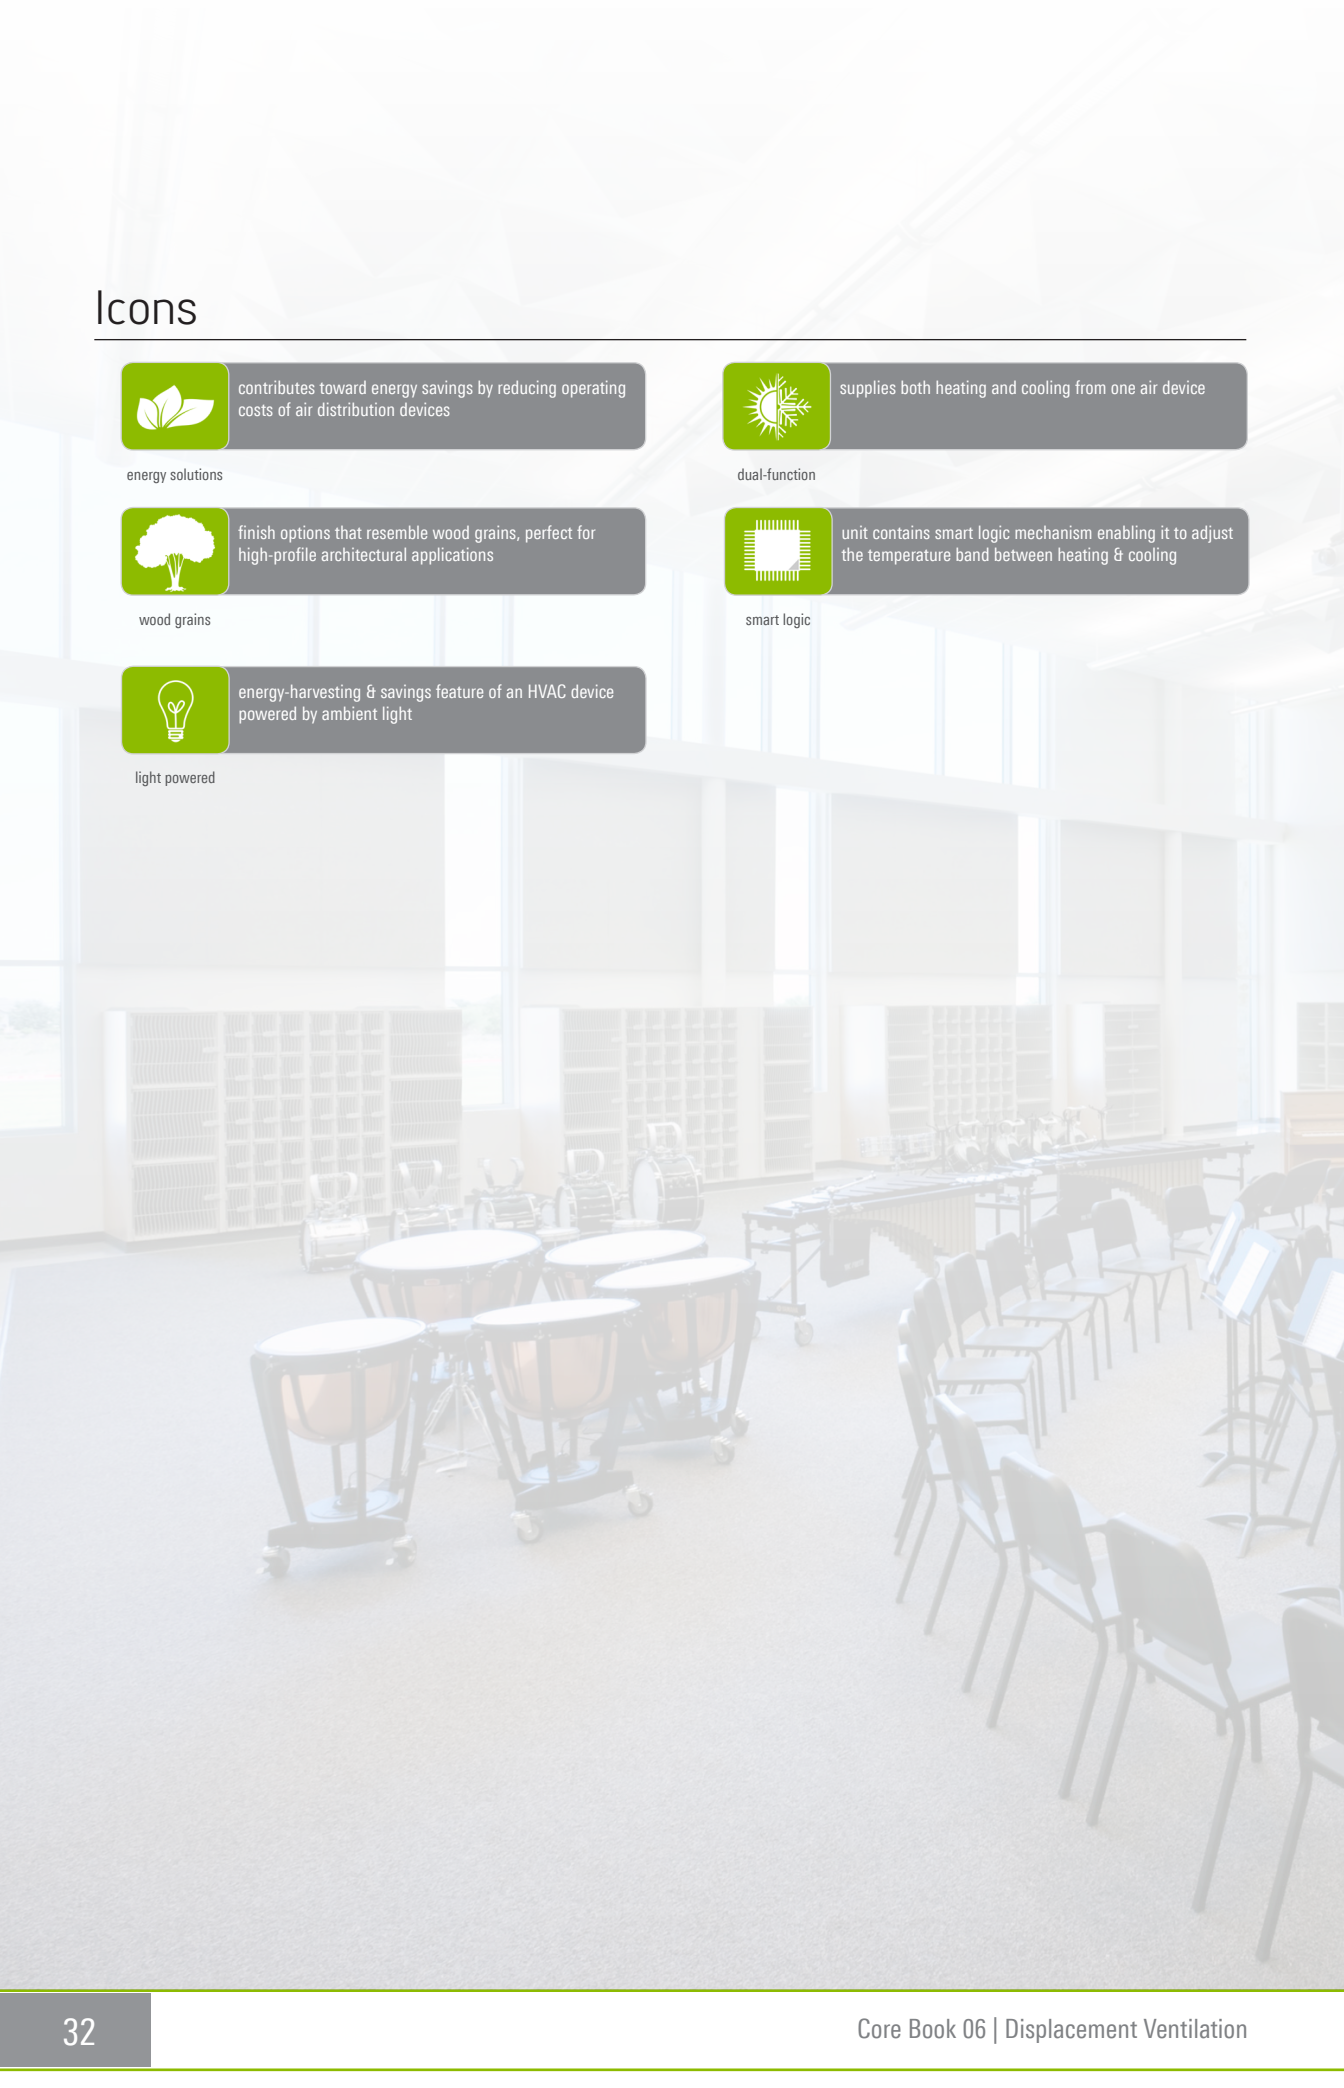 Icons
contributes toward energy savings by reducing operating
costs of air distribution devices
energy solutions
supplies both heating and cooling from one air device
dual-function
finish options that resemble wood grains, perfect for
high-profile architectural applications
wood grains
unit contains smart logic mechanism enabling it to adjust
the temperature band between heating & cooling
smart logic
energy-harvesting & savings feature of an HVAC device
powered by ambient light
light powered
32
Core Book 06 | Displacement Ventilation